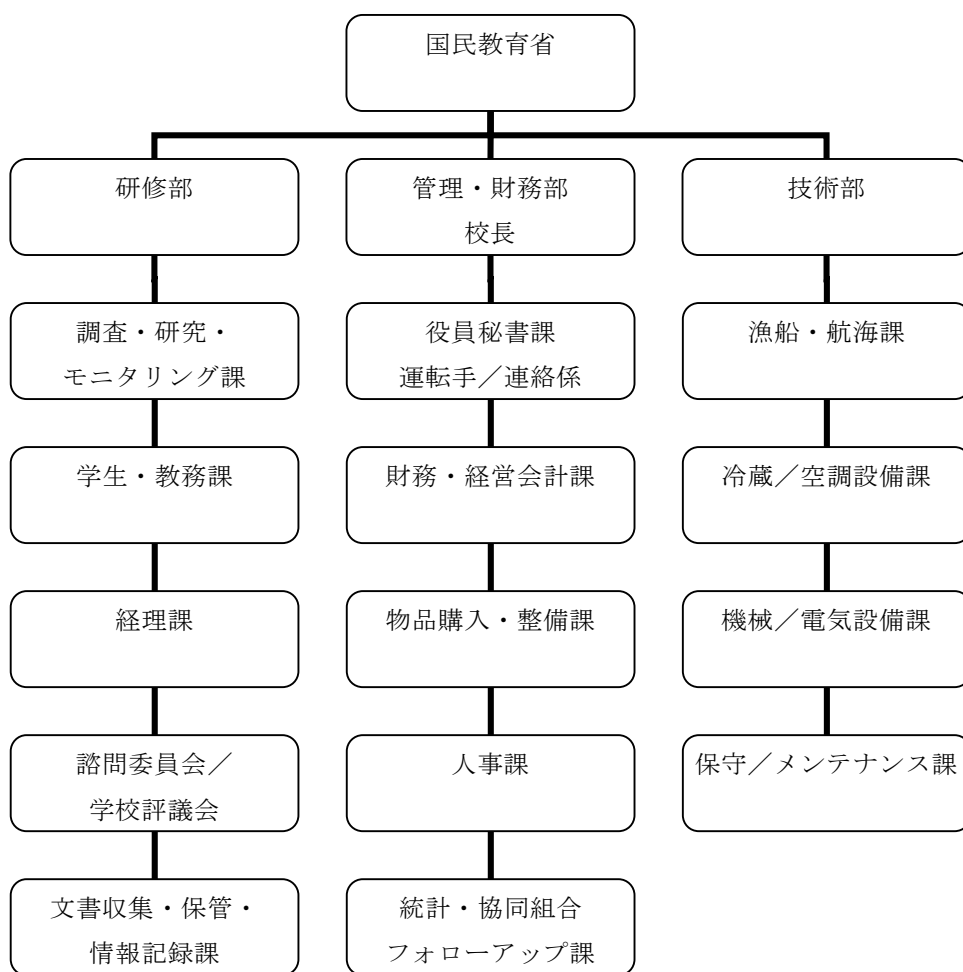 国民教育省
研修部
管理・財務部
校長
技術部
調査・研究・
モニタリング課
役員秘書課
運転手／連絡係
漁船・航海課
学生・教務課
財務・経営会計課
冷蔵／空調設備課
経理課
物品購入・整備課
機械／電気設備課
諮問委員会／
学校評議会
人事課
保守／メンテナンス課
文書収集・保管・
情報記録課
統計・協同組合
フォローアップ課